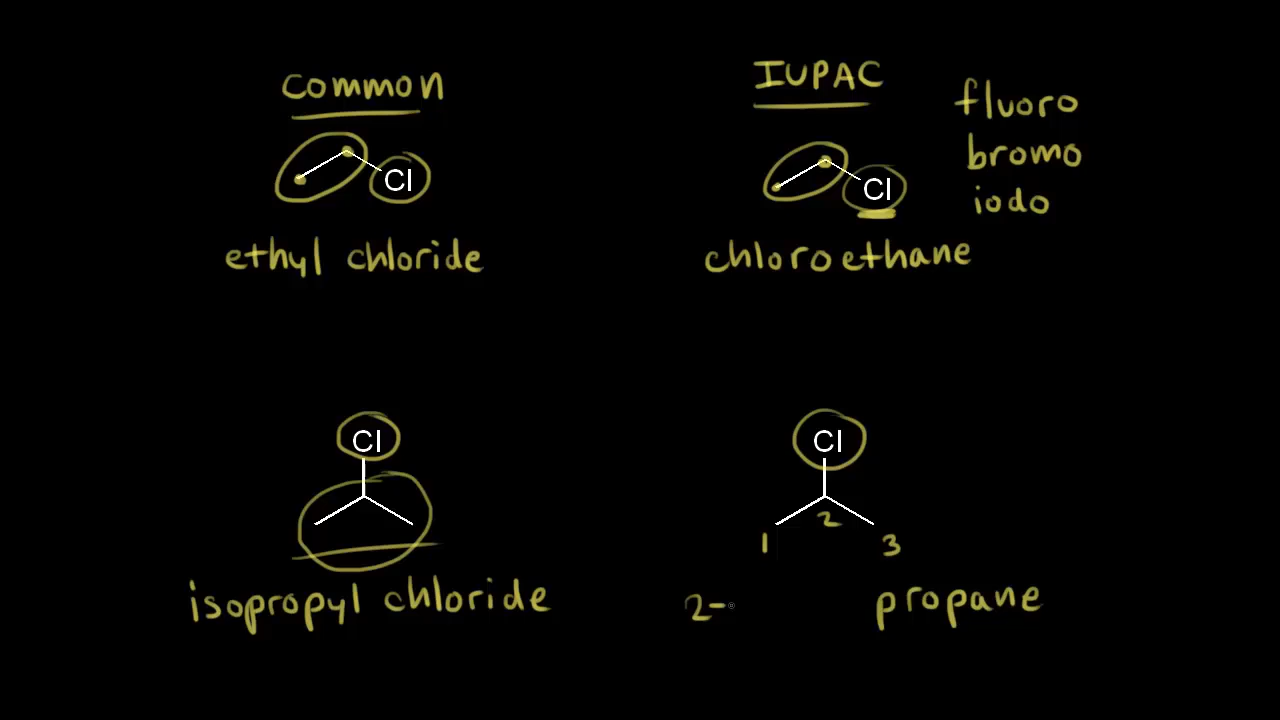 common
IUPAC
fluoro
bromo
iodo
Cl
Cl
ethyl chloride
chloroethane
Cl
Cl
1
2
3
isopropyl chloride
2- propane